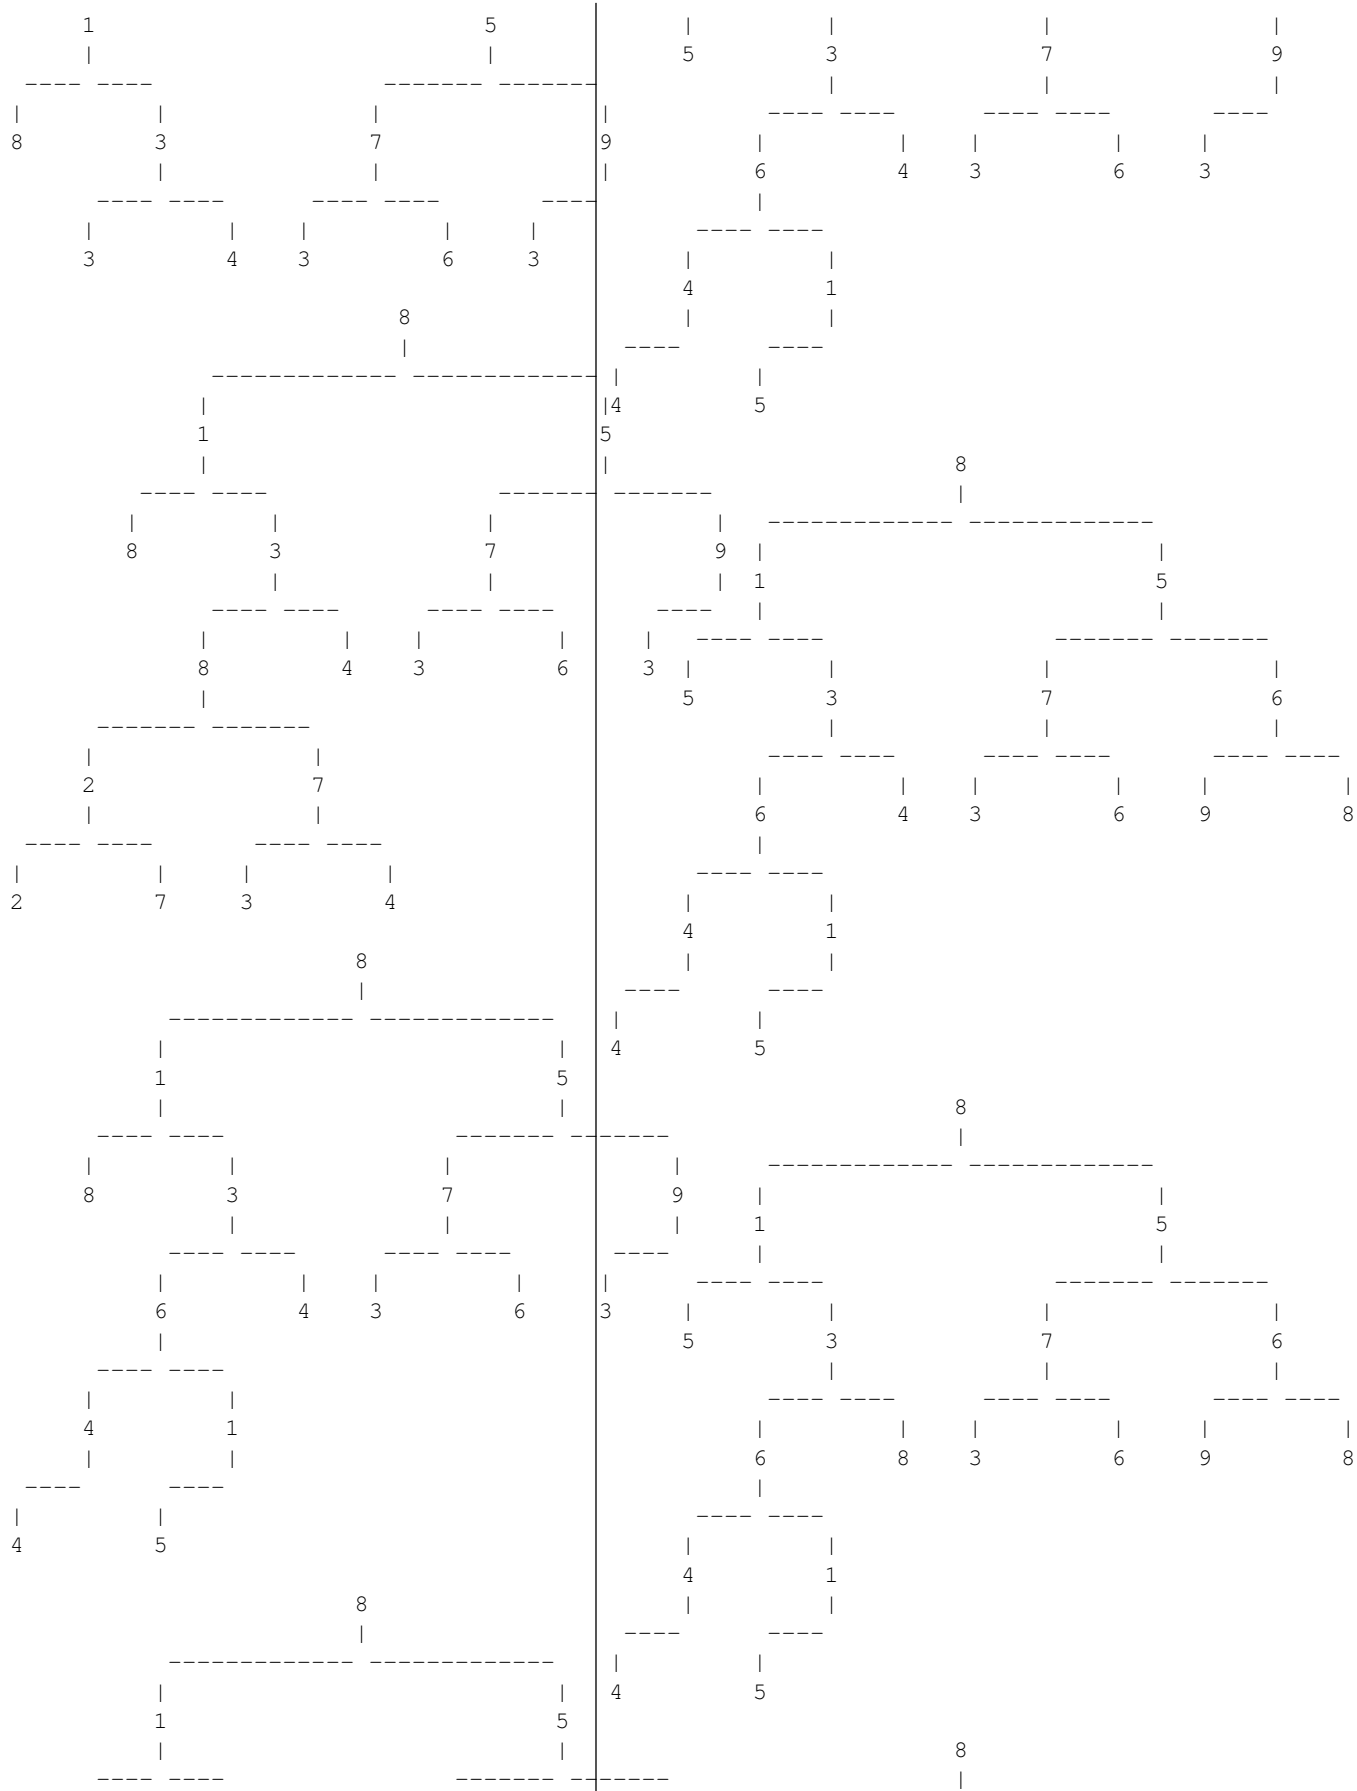 1                           5
     |                           |
 ---- ----                ------- -------
|         |              |               |
8         3              7               9
          |              |               |
      ---- ----      ---- ----       ----
     |         |    |         |     |
     3         4    3         6     3
                           8
                           |
              ------------- -------------
             |                           |
             1                           5
             |                           |
         ---- ----                ------- -------
        |         |              |               |
        8         3              7               9
                  |              |               |
              ---- ----      ---- ----       ----
             |         |    |         |     |
             8         4    3         6     3
             |
      ------- -------
     |               |
     2               7
     |               |
 ---- ----       ---- ----
|         |     |         |
2         7     3         4
                        8
                        |
           ------------- -------------
          |                           |
          1                           5
          |                           |
      ---- ----                ------- -------
     |         |              |               |
     8         3              7               9
               |              |               |
           ---- ----      ---- ----       ----
          |         |    |         |     |
          6         4    3         6     3
          |
      ---- ----
     |         |
     4         1
     |         |
 ----      ----
|         |
4         5
                        8
                        |
           ------------- -------------
          |                           |
          1                           5
          |                           |
      ---- ----                ------- -------
     |         |              |               |
     5         3              7               9
               |              |               |
           ---- ----      ---- ----       ----
          |         |    |         |     |
          6         4    3         6     3
          |
      ---- ----
     |         |
     4         1
     |         |
 ----      ----
|         |
4         5
                        8
                        |
           ------------- -------------
          |                           |
          1                           5
          |                           |
      ---- ----                ------- -------
     |         |              |               |
     5         3              7               6
               |              |               |
           ---- ----      ---- ----       ---- ----
          |         |    |         |     |         |
          6         4    3         6     9         8
          |
      ---- ----
     |         |
     4         1
     |         |
 ----      ----
|         |
4         5
                        8
                        |
           ------------- -------------
          |                           |
          1                           5
          |                           |
      ---- ----                ------- -------
     |         |              |               |
     5         3              7               6
               |              |               |
           ---- ----      ---- ----       ---- ----
          |         |    |         |     |         |
          6         8    3         6     9         8
          |
      ---- ----
     |         |
     4         1
     |         |
 ----      ----
|         |
4         5
                        8
                        |